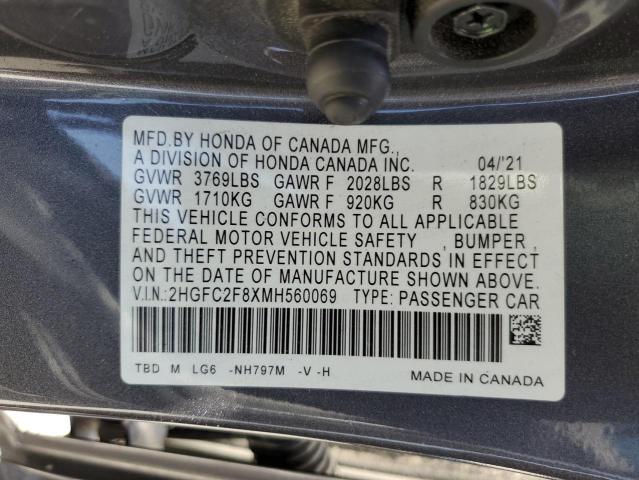 MFD.BY HONDA OF CANADA MFG.,
A DIVISION OF HONDA CANADA INC. 04/'21
GVWR 3769LBS GAWR F 2028LBS R 1829LBS
GVWR 1710KG GAWR F 920KG R 830KG
THIS VEHICLE CONFORMS TO ALL APPLICABLE
FEDERAL MOTOR VEHICLE SAFETY , BUMPER ,
AND THEFT PREVENTION STANDARDS IN EFFECT
ON THE DATE OF MANUFACTURE SHOWN ABOVE.
V.I.N.:2HGFC2F8XMH560069 TYPE: PASSENGER CAR
TBD M LG6 -NH797M -V -H
MADE IN CANADA